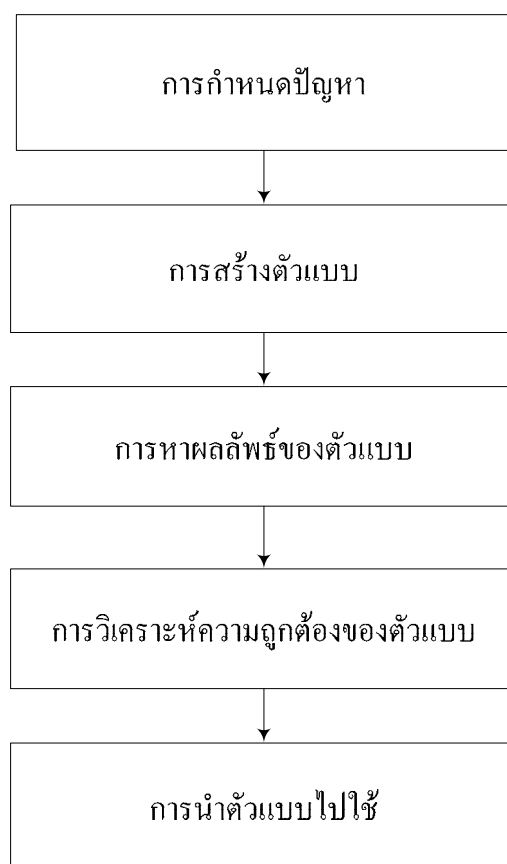 การกำหนดปัญหา
การสร้างตัวแบบ
การหาผลลัพธ์ของตัวแบบ
การวิเคราะห์ความถูกต้องของตัวแบบ
การนำตัวแบบไปใช้